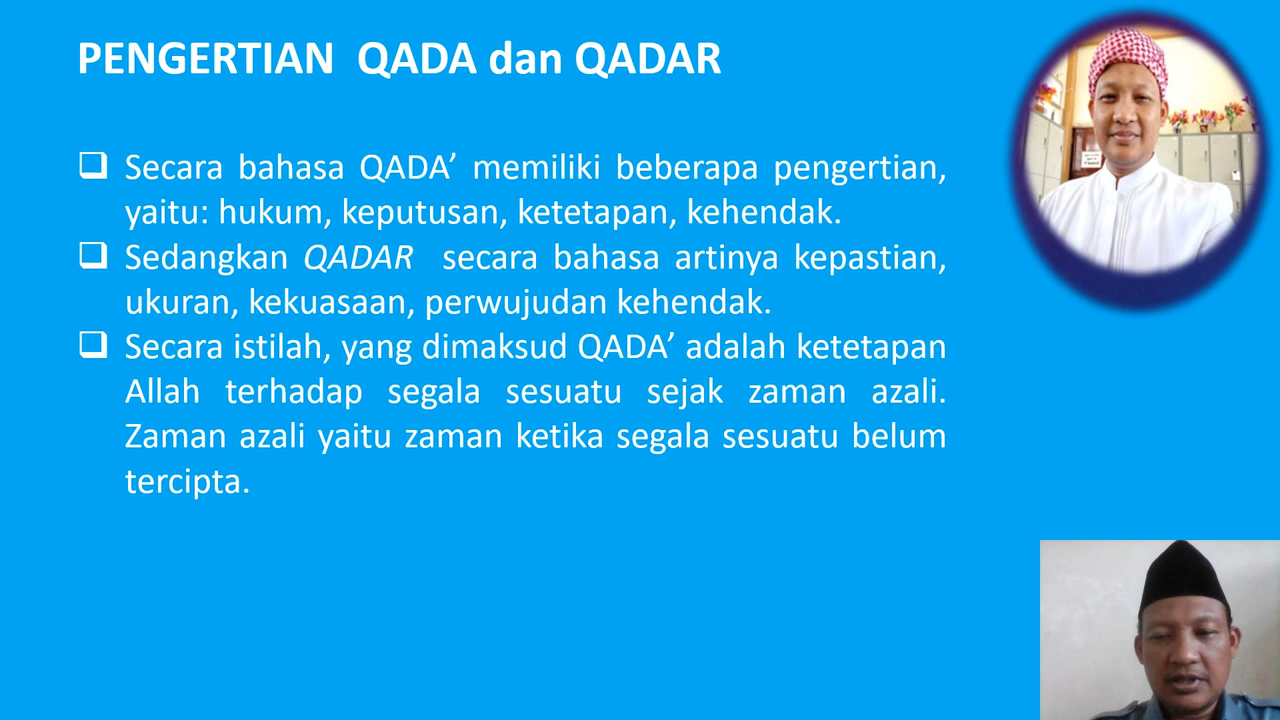 PENGERTIAN QADA dan QADAR
Secara bahasa QADA’ memiliki beberapa pengertian,
yaitu: hukum, keputusan, ketetapan, kehendak.
Sedangkan QADAR secara bahasa artinya kepastian,
ukuran, kekuasaan, perwujudan kehendak.
Secara istilah, yang dimaksud QADA’ adalah ketetapan
Allah terhadap segala sesuatu sejak zaman azali.
Zaman azali yaitu zaman ketika segala sesuatu belum
tercipta.